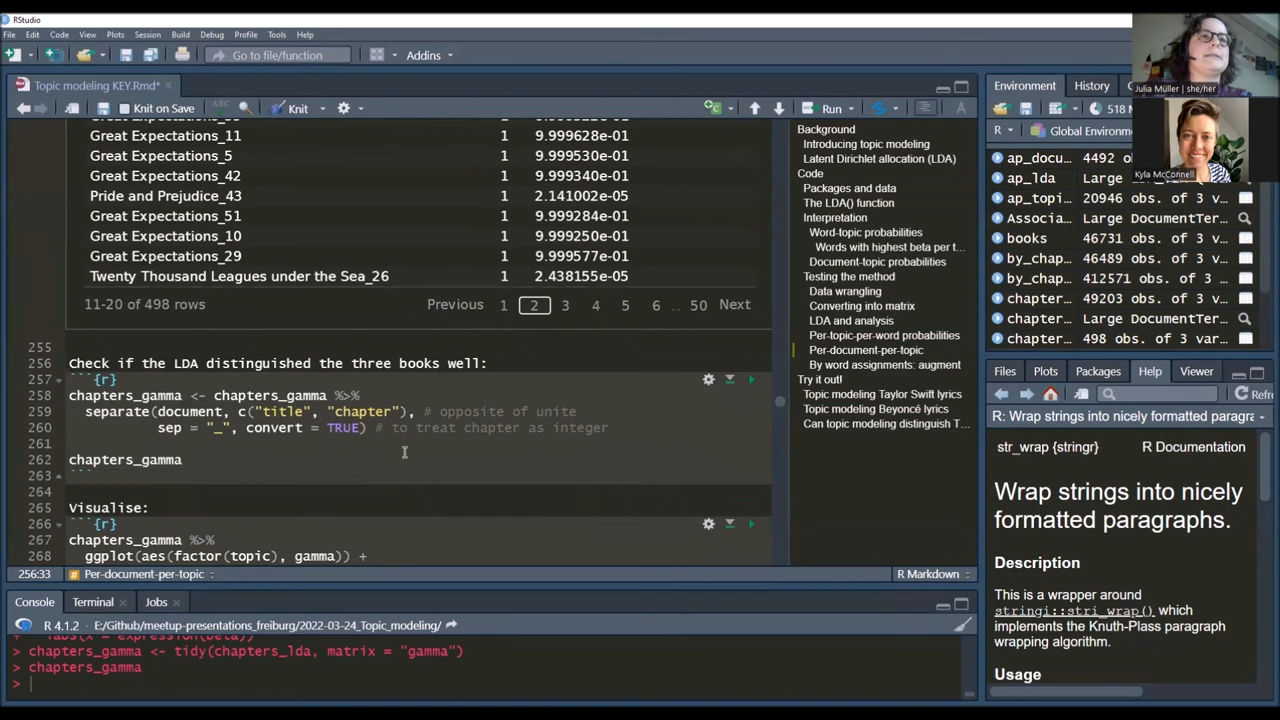 RStudio
File Edit Code View Plots Session Build Debug Profile Tools Help
Go to file/function
Addins
Topic modeling KEY.Rmd*
Knit on Save
ABC
Knit
Run
Great Expectations_11 1 9.999628e-01
Great Expectations_5 1 9.999530e-01
Great Expectations_42 1 9.999340e-01
Pride and Prejudice_43 1 2.141002e-05
Great Expectations_51 1 9.999284e-01
Great Expectations_10 1 9.999250e-01
Great Expectations_29 1 9.999577e-01
Twenty Thousand Leagues under the Sea_26 1 2.438155e-05
11-20 of 498 rows Previous 1 2 3 4 5 6 ... 50 Next
255
256 Check if the LDA distinguished the three books well:
257 ```{r}
258 chapters_gamma <- chapters_gamma %>%
259 separate(document, c("title", "chapter"), # opposite of unite
260 sep = "_", convert = TRUE) # to treat chapter as integer
261
262 chapters_gamma
263 ```
264
265 Visualise:
266 ```{r}
267 chapters_gamma %>%
268 ggplot(aes(factor(topic), gamma)) +
256:33 # Per-document-per-topic R Markdown
Background
Introducing topic modeling
Latent Dirichlet allocation (LDA)
Code
Packages and data
The LDA() function
Interpretation
Word-topic probabilities
Words with highest beta per t...
Document-topic probabilities
Testing the method
Data wrangling
Converting into matrix
LDA and analysis
Per-topic-per-word probabilities
Per-document-per-topic
By word assignments: augment
Try it out!
Topic modeling Taylor Swift lyrics
Topic modeling Beyoncé lyrics
Can topic modeling distinguish T...
Console Terminal Jobs
R 4.1.2 . E:/Github/meetup-presentations_freiburg/2022-03-24_Topic_modeling/
+ labs(x = expression(beta))
> chapters_gamma <- tidy(chapters_lda, matrix = "gamma")
> chapters_gamma
>
Julia Müller | she/her
Kyla McConnell
Environment History
518 M
R Global Environme
ap_docu... 4492 ob
ap_lda Large L
ap_topi... 20946 obs. of 3 v...
Associa... Large DocumentTer...
books 46731 obs. of 3 v...
by_chap... 46489 obs. of 3 v...
by_chap... 412571 obs. of 3 ...
chapter... 49203 obs. of 3 v...
chapter... Large DocumentTer...
chapter... 498 obs. of 3 var...
Files Plots Packages Help Viewer
Refre
R: Wrap strings into nicely formatted paragra
str_wrap {stringr} R Documentation
Wrap strings into nicely
formatted paragraphs.
Description
This is a wrapper around
stringi::stri_wrap() which
implements the Knuth-Plass paragraph
wrapping algorithm.
Usage